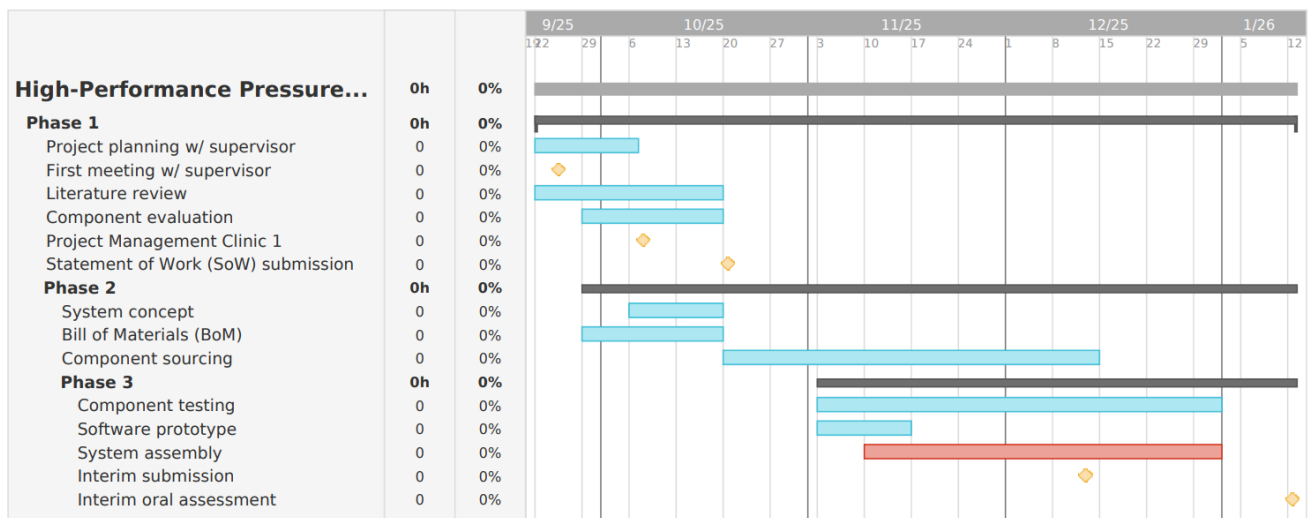 9/25 10/25 11/25 12/25 1/26
19 22 29 6 13 20 27 3 10 17 24 1 8 15 22 29 5 12
High-Performance Pressure... 0h 0%
Phase 1 0h 0%
Project planning w/ supervisor 0 0%
First meeting w/ supervisor 0 0%
Literature review 0 0%
Component evaluation 0 0%
Project Management Clinic 1 0 0%
Statement of Work (SoW) submission 0 0%
Phase 2 0h 0%
System concept 0 0%
Bill of Materials (BoM) 0 0%
Component sourcing 0 0%
Phase 3 0h 0%
Component testing 0 0%
Software prototype 0 0%
System assembly 0 0%
Interim submission 0 0%
Interim oral assessment 0 0%